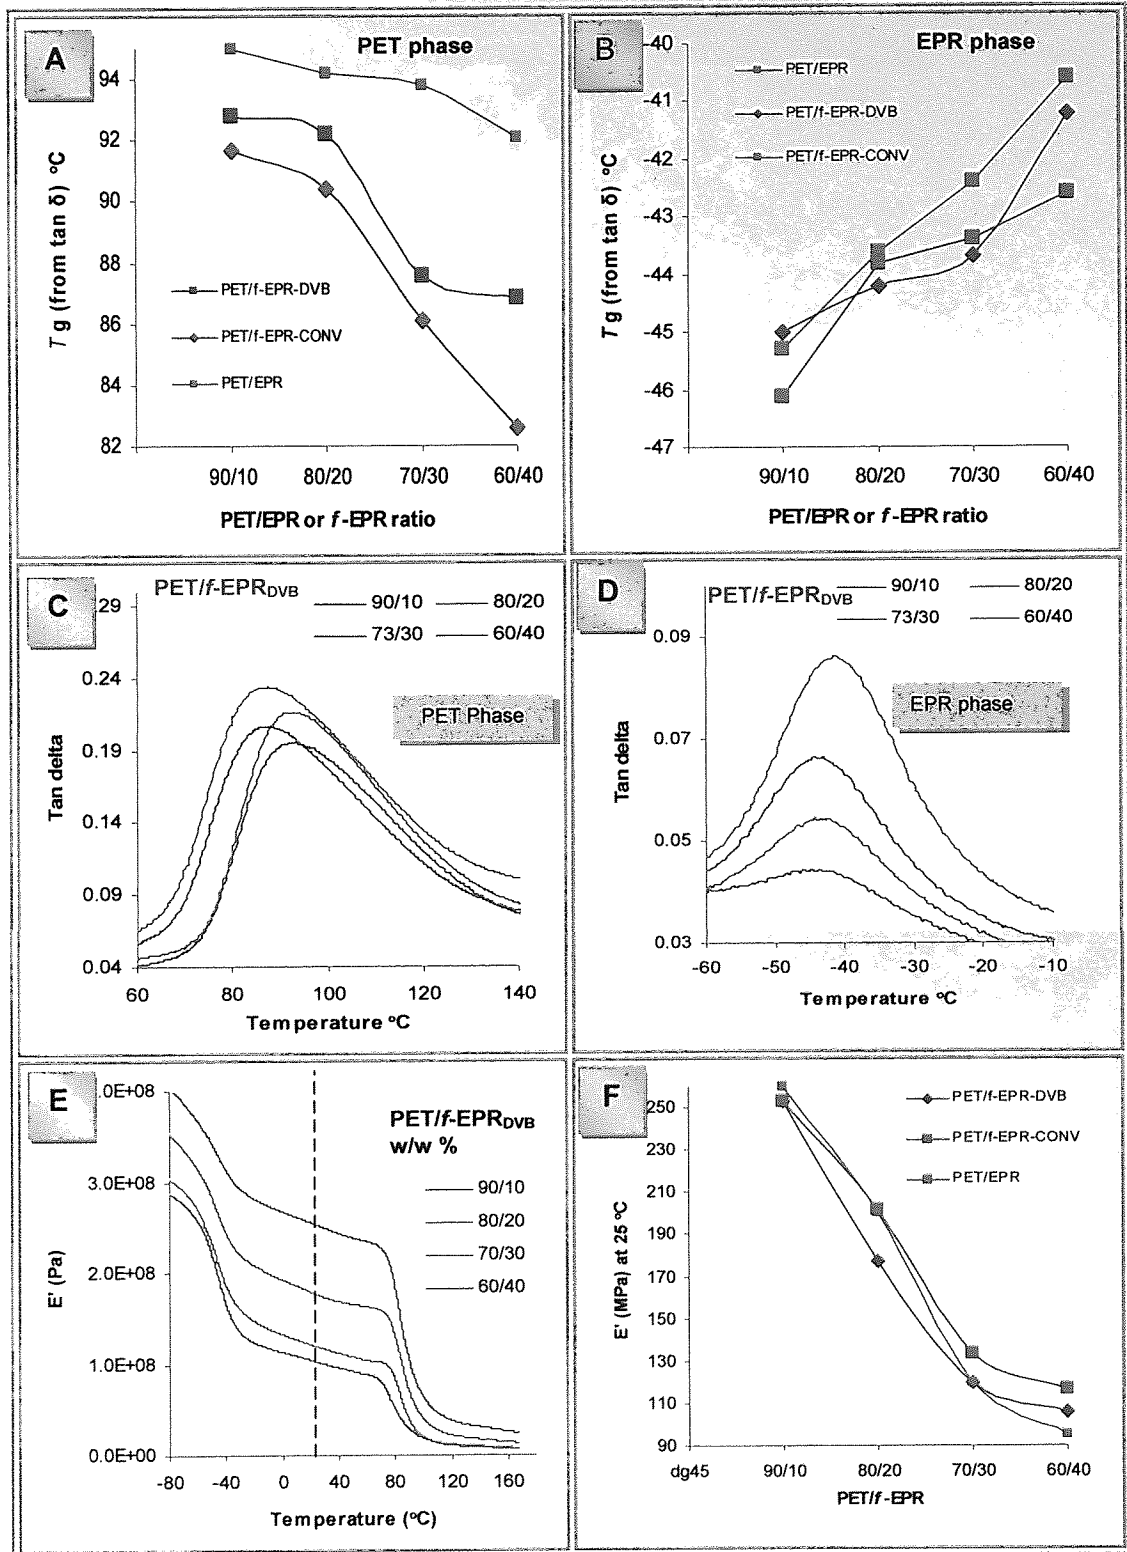 A
PET phase
94
92
90
88
86
84
82
Tg (from tan δ) ºC
PET/f-EPR-DVB
PET/f-EPR-CONV
PET/EPR
90/10 80/20 70/30 60/40
PET/EPR or f-EPR ratio
B
EPR phase
-40
-41
-42
-43
-44
-45
-46
-47
Tg (from tan δ) ºC
PET/EPR
PET/f-EPR-DVB
PET/f-EPR-CONV
90/10 80/20 70/30 60/40
PET/EPR or f-EPR ratio
C
PET/f-EPRDVB
90/10 80/20
73/30 60/40
PET Phase
.29
0.24
0.19
0.14
0.09
0.04
Tan delta
60 80 100 120 140
Temperature ºC
D
PET/f-EPRDVB
90/10 80/20
73/30 60/40
EPR phase
0.09
0.07
0.05
0.03
Tan delta
-60 -50 -40 -30 -20 -10
Temperature ºC
E
.0E+08
3.0E+08
2.0E+08
1.0E+08
0.0E+00
E' (Pa)
PET/f-EPRDVB
w/w %
90/10
80/20
70/30
60/40
-80 -40 0 40 80 120 160
Temperature (ºC)
F
250
230
210
190
170
150
130
110
90
E' (MPa) at 25 ºC
PET/f-EPR-DVB
PET/f-EPR-CONV
PET/EPR
dg45 90/10 80/20 70/30 60/40
PET/f-EPR